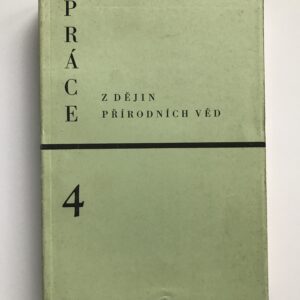 PRÁCE
Z DĚJIN
PŘÍRODNÍCH VĚD
4